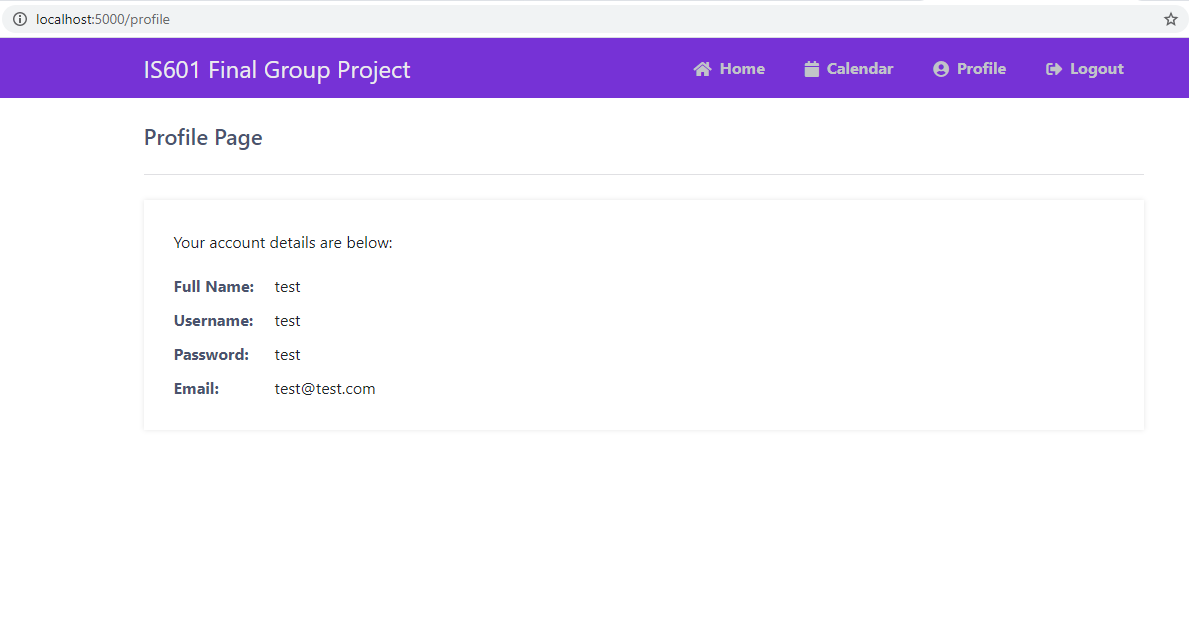 localhost:5000/profile
IS601 Final Group Project Home Calendar Profile Logout
Profile Page
Your account details are below:
Full Name: test
Username: test
Password: test
Email: test@test.com